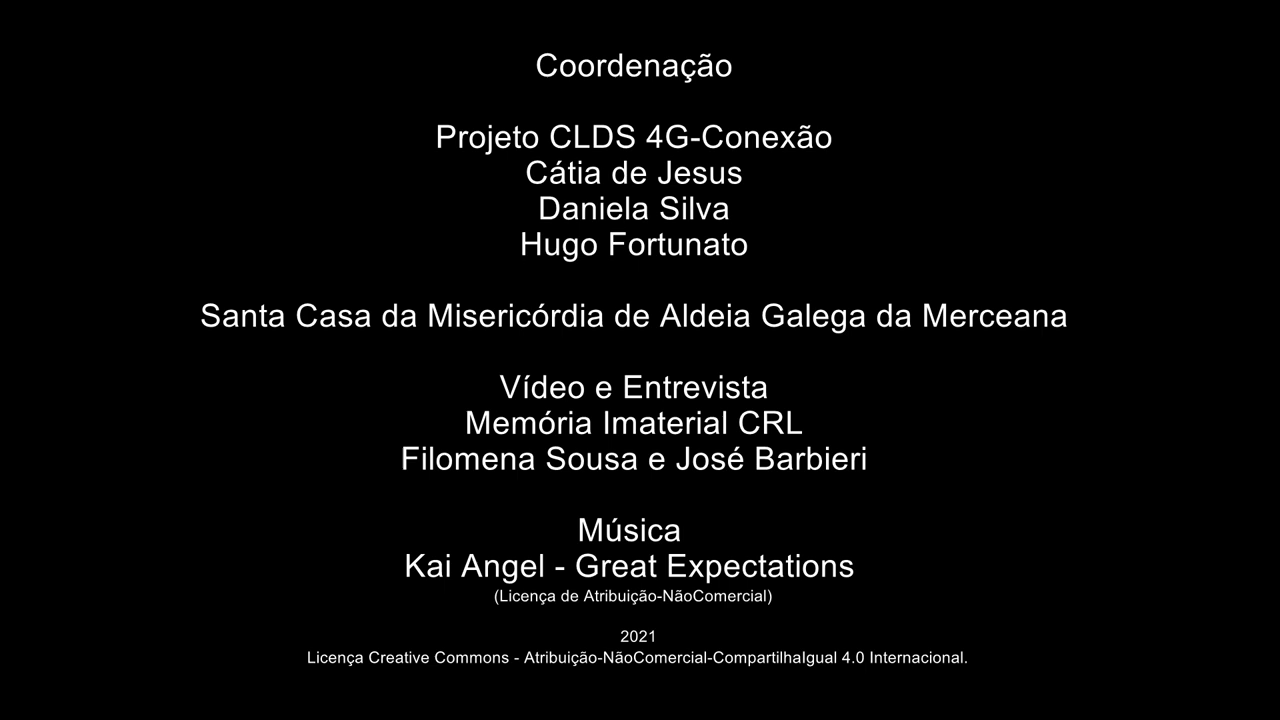 Coordenação
Projeto CLDS 4G-Conexão
Cátia de Jesus
Daniela Silva
Hugo Fortunato
Santa Casa da Misericórdia de Aldeia Galega da Merceana
Vídeo e Entrevista
Memória Imaterial CRL
Filomena Sousa e José Barbieri
Música
Kai Angel - Great Expectations
(Licença de Atribuição-NãoComercial)
2021
Licença Creative Commons - Atribuição-NãoComercial-CompartilhaIgual 4.0 Internacional.